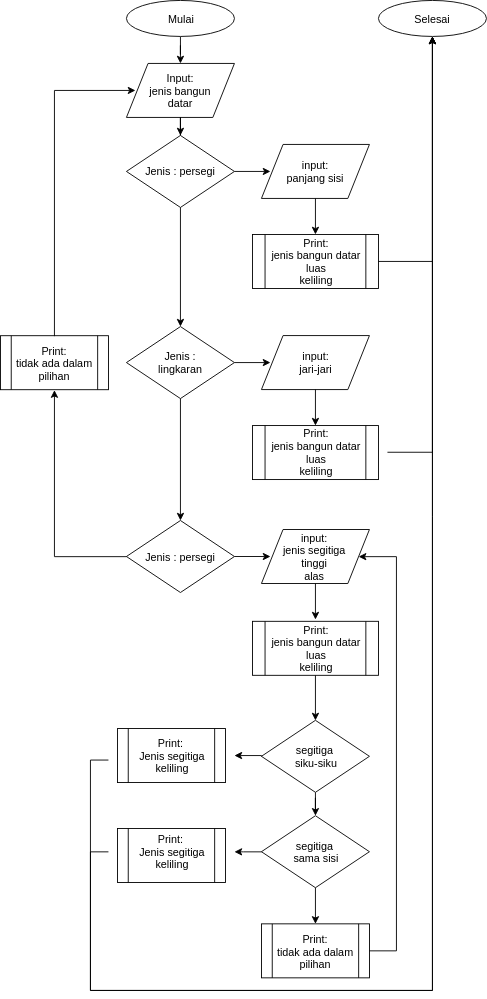 Mulai
Selesai
Input:
jenis bangun
datar
Jenis : persegi
input:
panjang sisi
Print:
jenis bangun datar
luas
keliling
Print:
tidak ada dalam
pilihan
Jenis :
lingkaran
input:
jari-jari
Print:
jenis bangun datar
luas
keliling
Jenis : persegi
input:
jenis segitiga
tinggi
alas
Print:
jenis bangun datar
luas
keliling
segitiga
siku-siku
Print:
Jenis segitiga
keliling
segitiga
sama sisi
Print:
Jenis segitiga
keliling
Print:
tidak ada dalam
pilihan